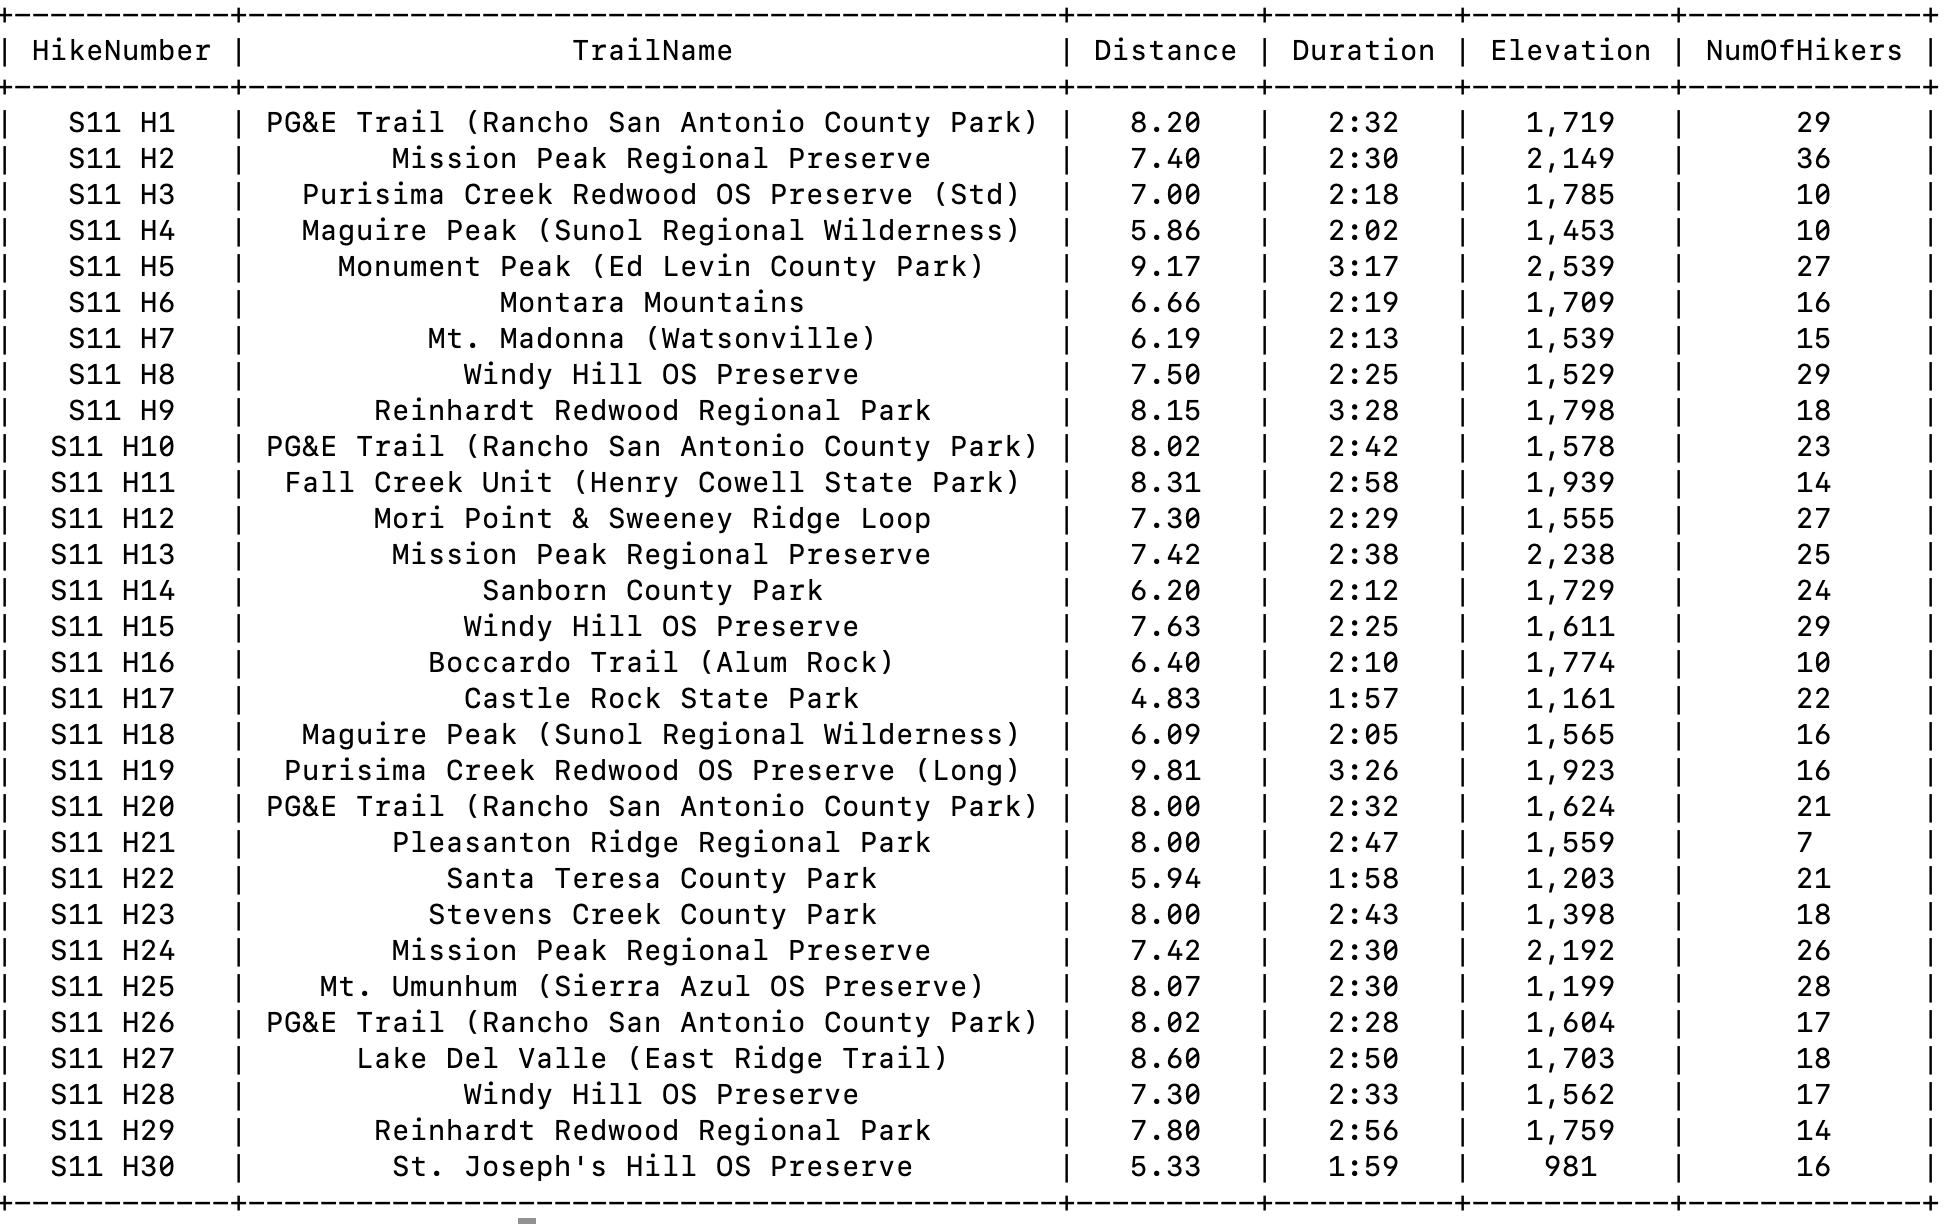 +------------+----------------------------------------------+----------+----------+-----------+-------------+
| HikeNumber | TrailName | Distance | Duration | Elevation | NumOfHikers |
+------------+----------------------------------------------+----------+----------+-----------+-------------+
| S11 H1 | PG&E Trail (Rancho San Antonio County Park) | 8.20 | 2:32 | 1,719 | 29 |
| S11 H2 | Mission Peak Regional Preserve | 7.40 | 2:30 | 2,149 | 36 |
| S11 H3 | Purisima Creek Redwood OS Preserve (Std) | 7.00 | 2:18 | 1,785 | 10 |
| S11 H4 | Maguire Peak (Sunol Regional Wilderness) | 5.86 | 2:02 | 1,453 | 10 |
| S11 H5 | Monument Peak (Ed Levin County Park) | 9.17 | 3:17 | 2,539 | 27 |
| S11 H6 | Montara Mountains | 6.66 | 2:19 | 1,709 | 16 |
| S11 H7 | Mt. Madonna (Watsonville) | 6.19 | 2:13 | 1,539 | 15 |
| S11 H8 | Windy Hill OS Preserve | 7.50 | 2:25 | 1,529 | 29 |
| S11 H9 | Reinhardt Redwood Regional Park | 8.15 | 3:28 | 1,798 | 18 |
| S11 H10 | PG&E Trail (Rancho San Antonio County Park) | 8.02 | 2:42 | 1,578 | 23 |
| S11 H11 | Fall Creek Unit (Henry Cowell State Park) | 8.31 | 2:58 | 1,939 | 14 |
| S11 H12 | Mori Point & Sweeney Ridge Loop | 7.30 | 2:29 | 1,555 | 27 |
| S11 H13 | Mission Peak Regional Preserve | 7.42 | 2:38 | 2,238 | 25 |
| S11 H14 | Sanborn County Park | 6.20 | 2:12 | 1,729 | 24 |
| S11 H15 | Windy Hill OS Preserve | 7.63 | 2:25 | 1,611 | 29 |
| S11 H16 | Boccardo Trail (Alum Rock) | 6.40 | 2:10 | 1,774 | 10 |
| S11 H17 | Castle Rock State Park | 4.83 | 1:57 | 1,161 | 22 |
| S11 H18 | Maguire Peak (Sunol Regional Wilderness) | 6.09 | 2:05 | 1,565 | 16 |
| S11 H19 | Purisima Creek Redwood OS Preserve (Long) | 9.81 | 3:26 | 1,923 | 16 |
| S11 H20 | PG&E Trail (Rancho San Antonio County Park) | 8.00 | 2:32 | 1,624 | 21 |
| S11 H21 | Pleasanton Ridge Regional Park | 8.00 | 2:47 | 1,559 | 7 |
| S11 H22 | Santa Teresa County Park | 5.94 | 1:58 | 1,203 | 21 |
| S11 H23 | Stevens Creek County Park | 8.00 | 2:43 | 1,398 | 18 |
| S11 H24 | Mission Peak Regional Preserve | 7.42 | 2:30 | 2,192 | 26 |
| S11 H25 | Mt. Umunhum (Sierra Azul OS Preserve) | 8.07 | 2:30 | 1,199 | 28 |
| S11 H26 | PG&E Trail (Rancho San Antonio County Park) | 8.02 | 2:28 | 1,604 | 17 |
| S11 H27 | Lake Del Valle (East Ridge Trail) | 8.60 | 2:50 | 1,703 | 18 |
| S11 H28 | Windy Hill OS Preserve | 7.30 | 2:33 | 1,562 | 17 |
| S11 H29 | Reinhardt Redwood Regional Park | 7.80 | 2:56 | 1,759 | 14 |
| S11 H30 | St. Joseph's Hill OS Preserve | 5.33 | 1:59 | 981 | 16 |
+------------+----------------------------------------------+----------+----------+-----------+-------------+